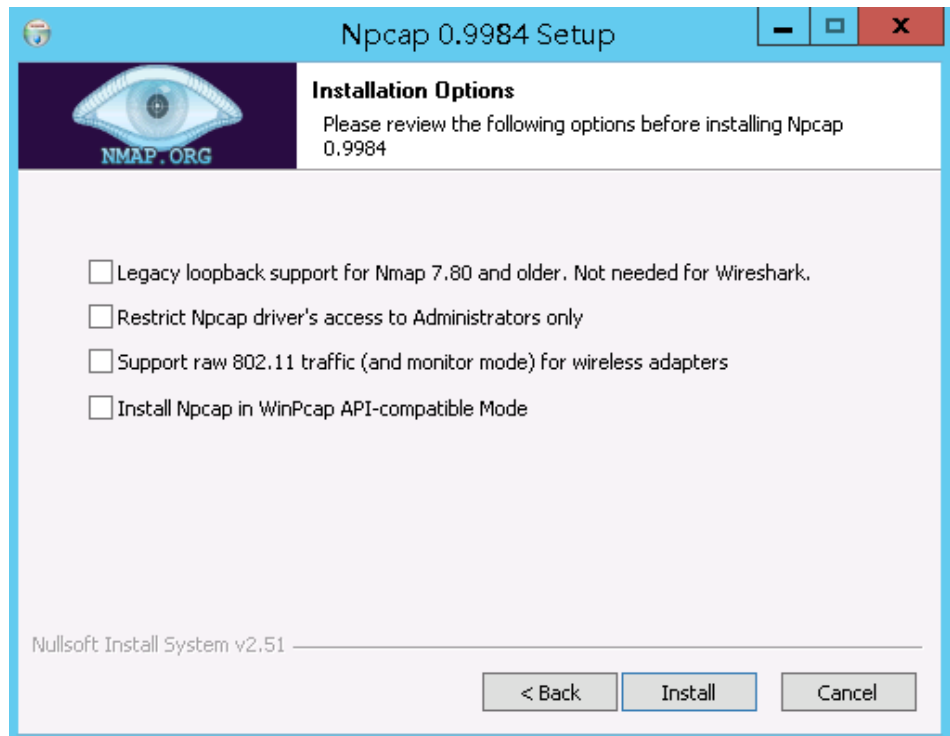 Npcap 0.9984 Setup
NMAP.ORG
Installation Options
Please review the following options before installing Npcap
0.9984
Legacy loopback support for Nmap 7.80 and older. Not needed for Wireshark.
Restrict Npcap driver's access to Administrators only
Support raw 802.11 traffic (and monitor mode) for wireless adapters
Install Npcap in WinPcap API-compatible Mode
Nullsoft Install System v2.51
< Back Install Cancel